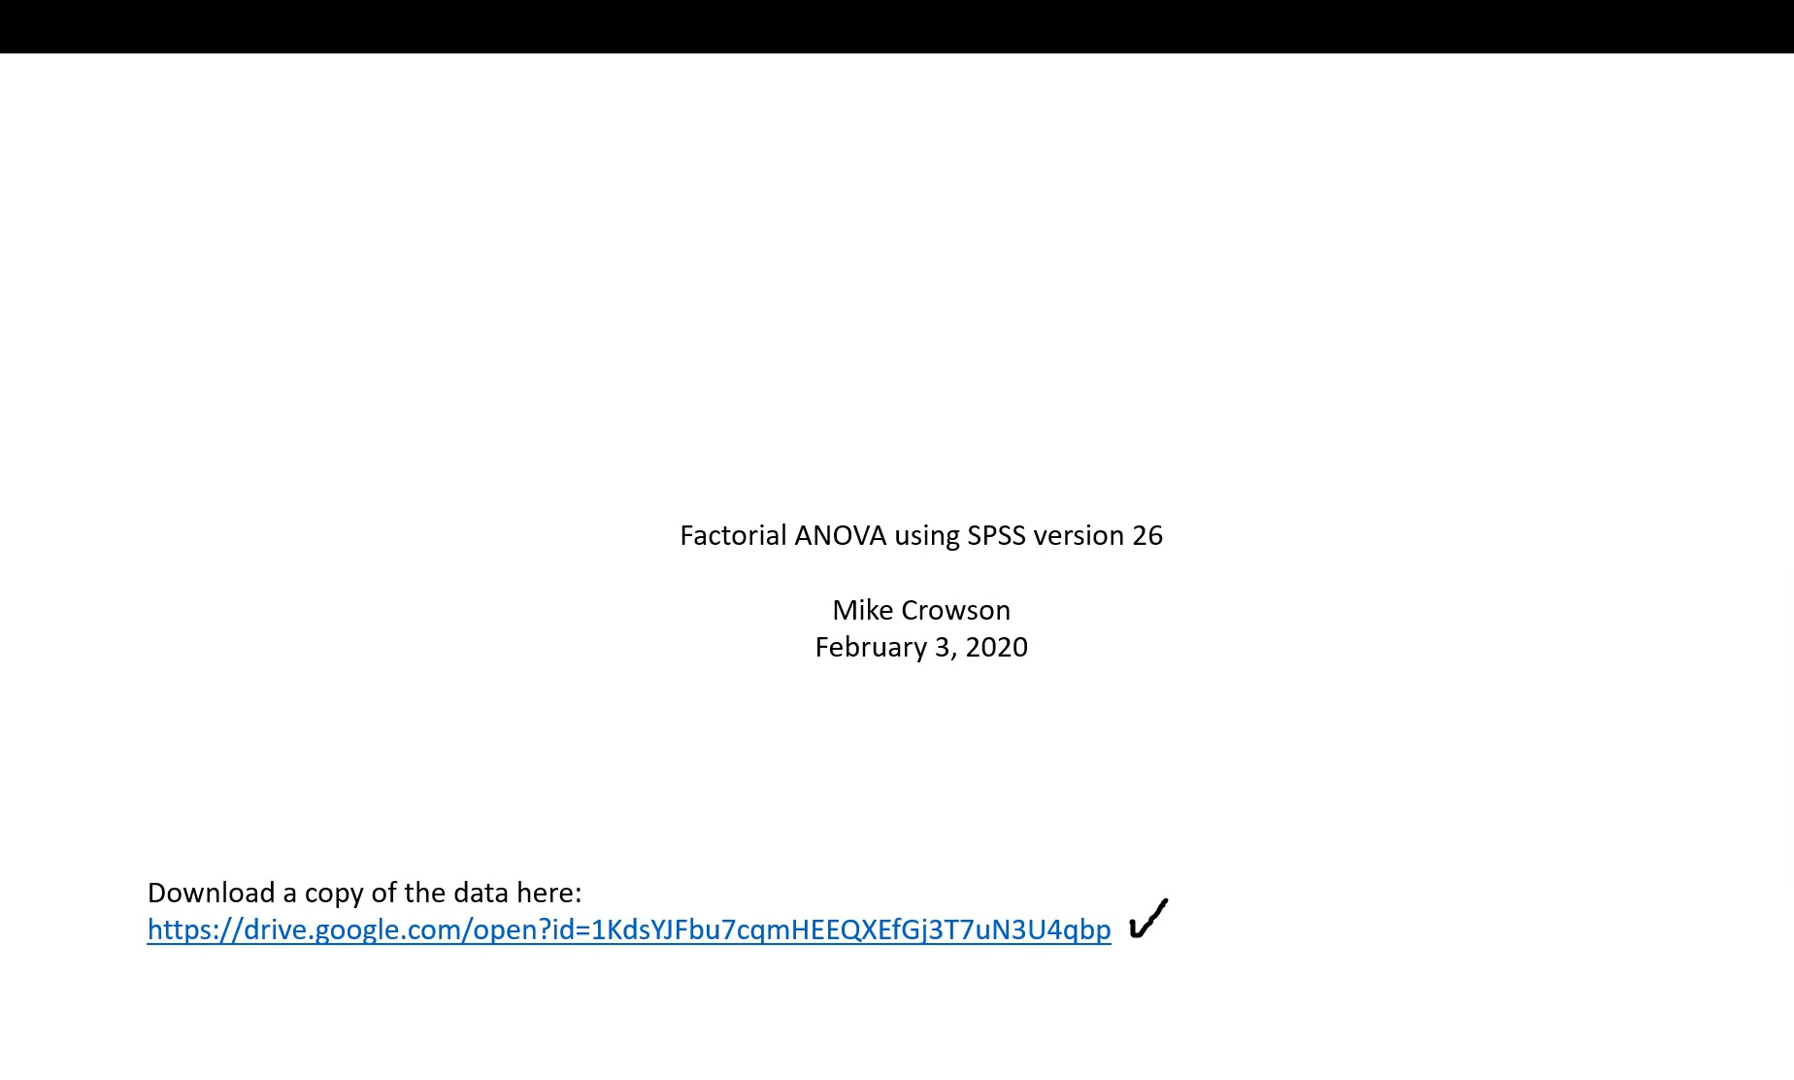 Factorial ANOVA using SPSS version 26
Mike Crowson
February 3, 2020
Download a copy of the data here:
https://drive.google.com/open?id=1KdsYJFbu7cqmHEEQXEfGj3T7uN3U4qbp